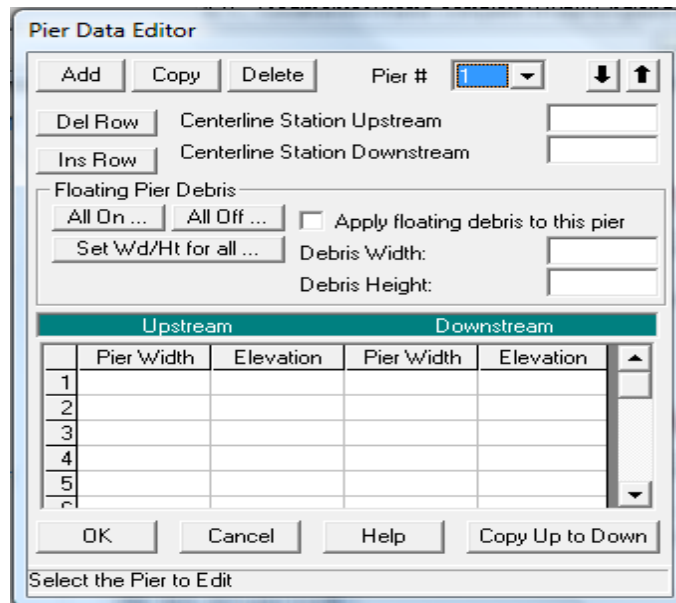 Pier Data Editor
Add Copy Delete Pier # 1
Del Row Centerline Station Upstream
Ins Row Centerline Station Downstream
Floating Pier Debris
All On ... All Off ... Apply floating debris to this pier
Set Wd/Ht for all ... Debris Width:
Debris Height:
Upstream Downstream
Pier Width Elevation Pier Width Elevation
1
2
3
4
5
OK Cancel Help Copy Up to Down
Select the Pier to Edit